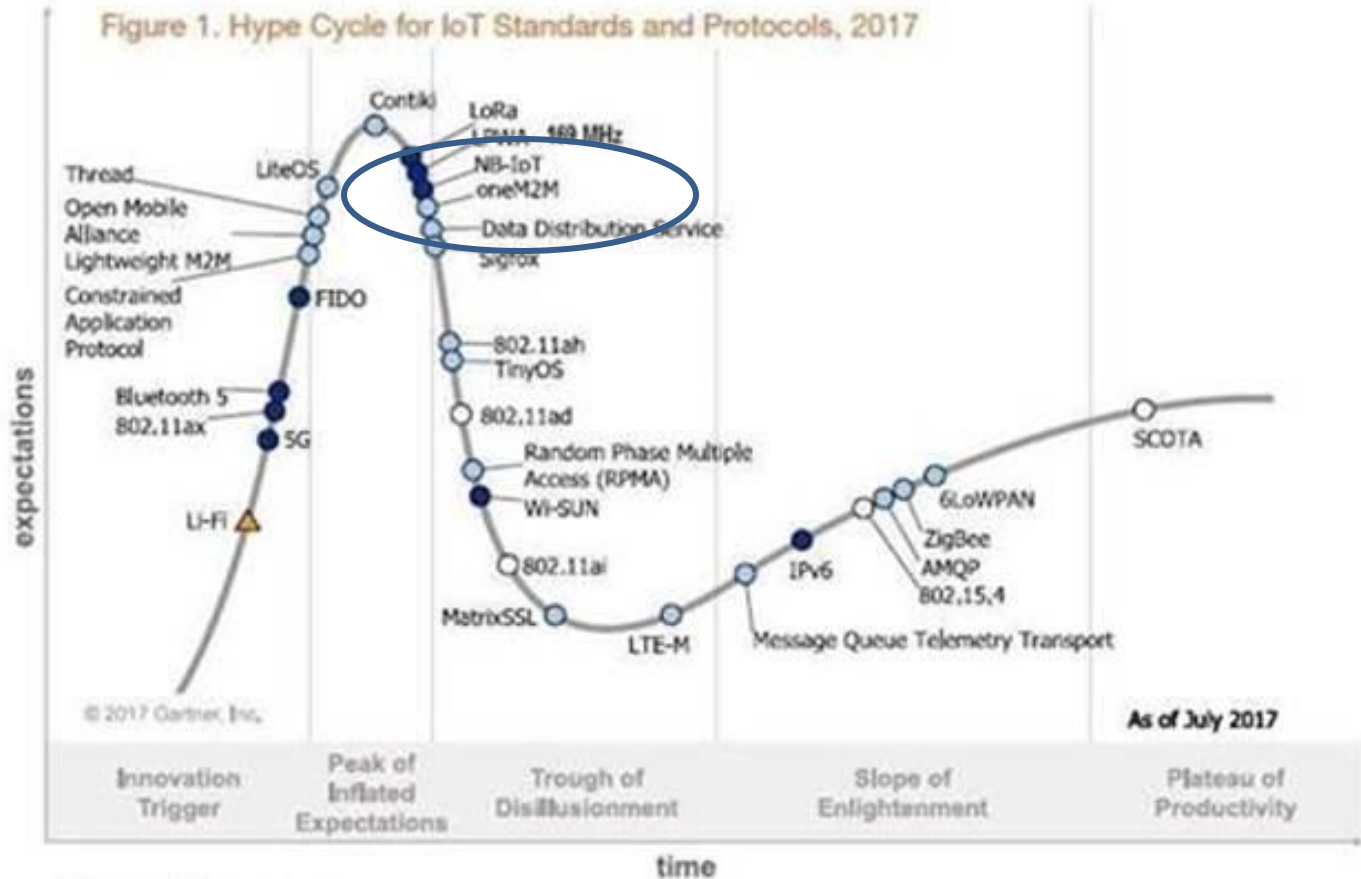 Figure 1. Hype Cycle for IoT Standards and Protocols, 2017
Contiki
LoRa
LPWA 169 MHz
NB-IoT
oneM2M
Data Distribution Service
Sigfox
LiteOS
Thread
Open Mobile
Alliance
Lightweight M2M
Constrained
Application
Protocol
FIDO
Bluetooth 5
802.11ax
5G
Li-Fi
802.11ah
TinyOS
802.11ad
Random Phase Multiple
Access (RPMA)
Wi-SUN
802.11ai
MatrixSSL
LTE-M
Message Queue Telemetry Transport
IPv6
802.15.4
AMQP
ZigBee
6LoWPAN
SCOTA
expectations
© 2017 Gartner, Inc.
As of July 2017
Innovation
Trigger
Peak of
Inflated
Expectations
Trough of
Disillusionment
Slope of
Enlightenment
Plateau of
Productivity
time